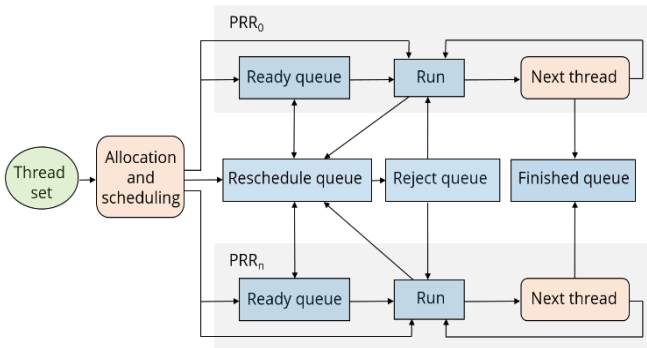 PRR0
Ready queue
Run
Next thread
Thread
set
Allocation
and
scheduling
Reschedule queue
Reject queue
Finished queue
PRRn
Ready queue
Run
Next thread